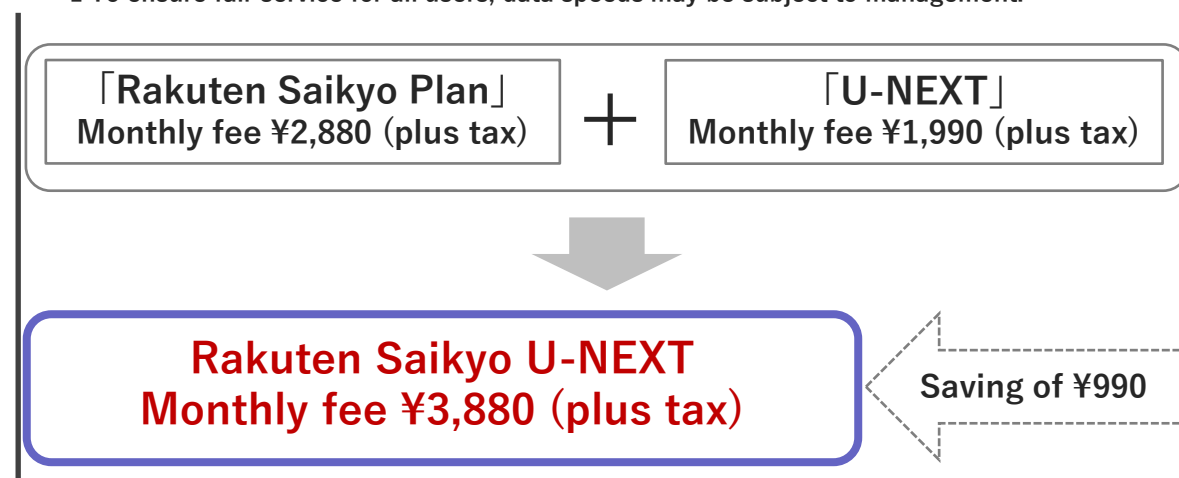 「Rakuten Saikyo Plan」
Monthly fee ¥2,880 (plus tax)
+
「U-NEXT」
Monthly fee ¥1,990 (plus tax)
Rakuten Saikyo U-NEXT
Monthly fee ¥3,880 (plus tax)
Saving of ¥990